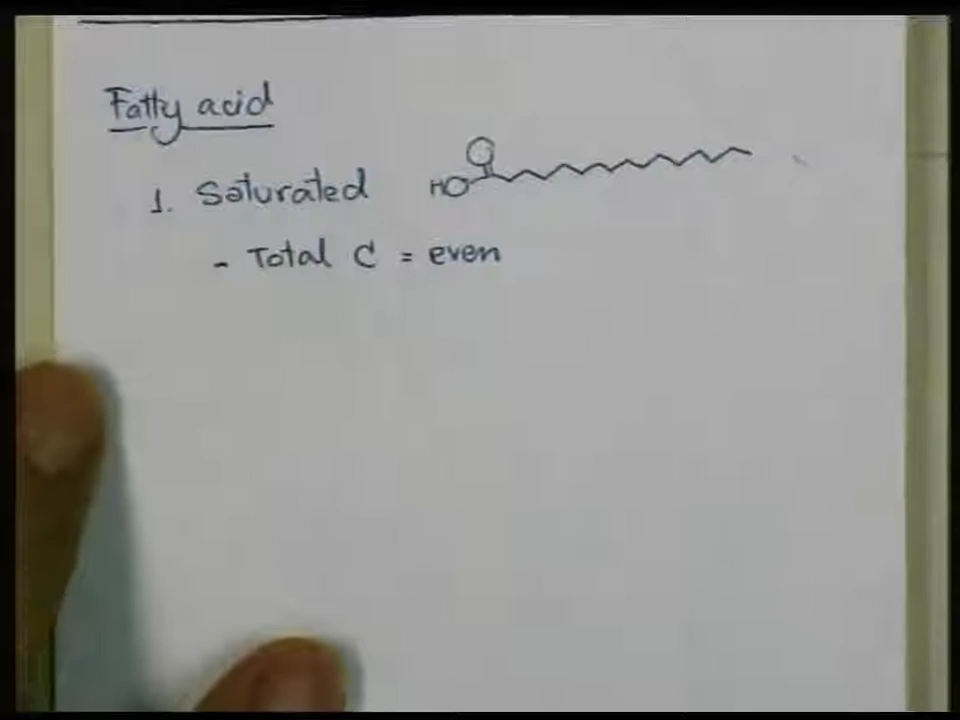 Fatty acid
1. Saturated HO O
- Total C = even